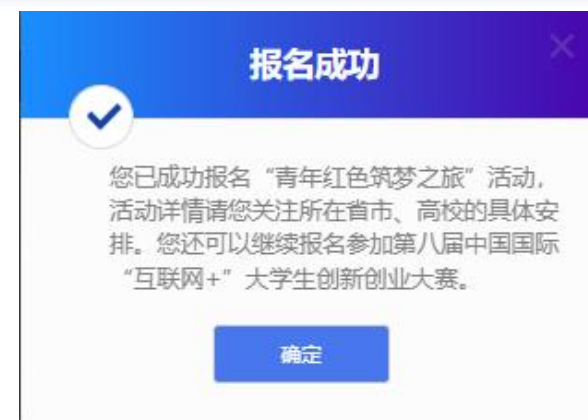 报名成功
您已成功报名“青年红色筑梦之旅”活动，
活动详情请您关注所在省市、高校的具体安
排。您还可以继续报名参加第八届中国国际
“互联网+”大学生创新创业大赛。
确定